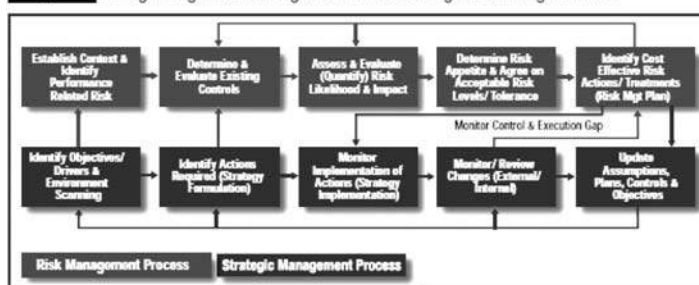 Establish Context &
Identify
Performance
Related Risk
Determine &
Evaluate Existing
Controls
Assess & Evaluate
(Quantify) Risk
Likelihood & Impact
Determine Risk
Appetite & Agree on
Acceptable Risk
Levels/ Tolerance
Identify Cost
Effective Risk
Actions/ Treatments
(Risk Mgt Plan)
Monitor Control & Execution Gap
Identify Objectives/
Drivers &
Environment
Scanning
Identify Actions
Required (Strategy
Formulation)
Monitor
Implementation of
Actions (Strategy
Implementation)
Monitor/ Review
Changes (External/
Internal)
Update
Assumptions,
Plans, Controls &
Objectives
Risk Management Process
Strategic Management Process